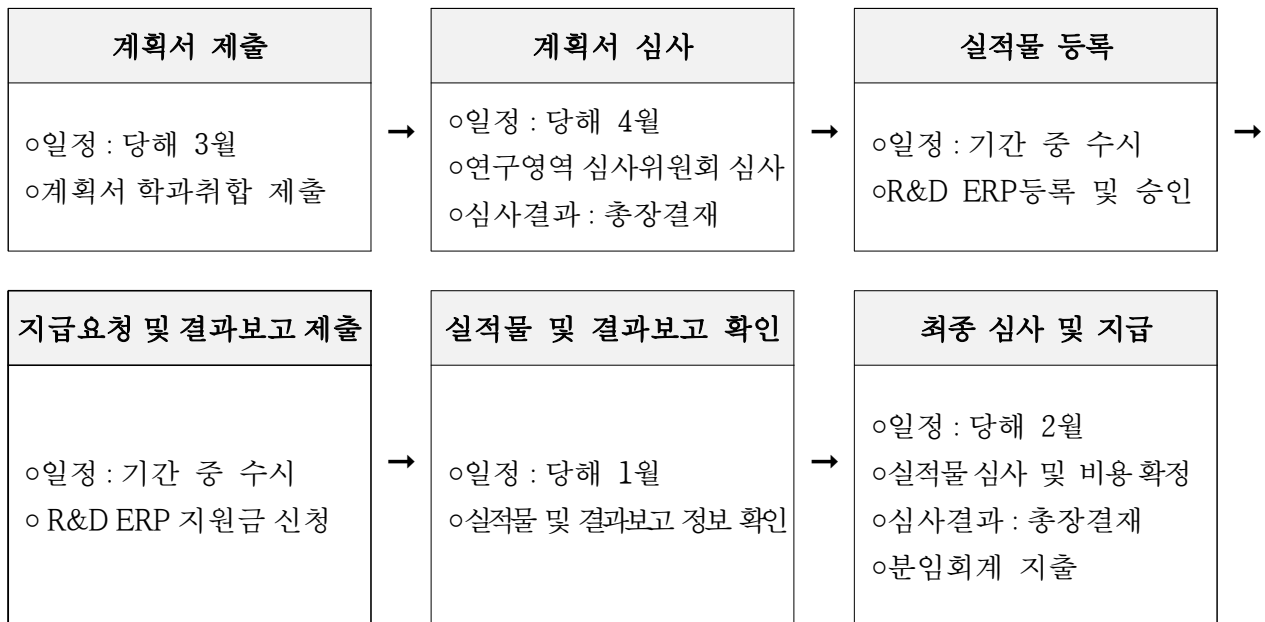 계획서 제출
○일정 : 당해 3월
○계획서 학과취합 제출
→
계획서 심사
○일정 : 당해 4월
○연구영역 심사위원회 심사
○심사결과 : 총장결재
→
실적물 등록
○일정 : 기간 중 수시
○R&D ERP등록 및 승인
→
지급요청 및 결과보고 제출
○일정 : 기간 중 수시
○ R&D ERP 지원금 신청
→
실적물 및 결과보고 확인
○일정 : 당해 1월
○실적물 및 결과보고 정보 확인
→
최종 심사 및 지급
○일정 : 당해 2월
○실적물 심사 및 비용 확정
○심사결과 : 총장결재
○분임회계 지출